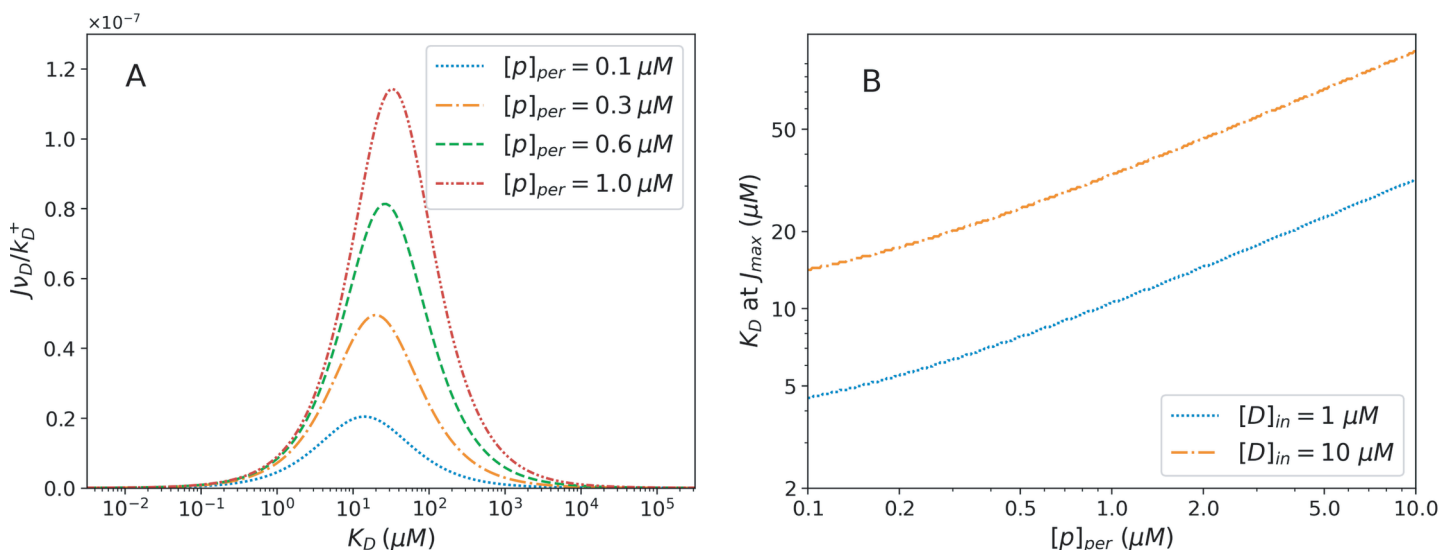 ×10⁻⁷
A
1.2
1.0
0.8
0.6
0.4
0.2
0.0
Jν_D/k_D⁺
[p]_per = 0.1 μM
[p]_per = 0.3 μM
[p]_per = 0.6 μM
[p]_per = 1.0 μM
10⁻² 10⁻¹ 10⁰ 10¹ 10² 10³ 10⁴ 10⁵
K_D (μM)
B
50
20
10
5
2
K_D at J_max (μM)
[D]_in = 1 μM
[D]_in = 10 μM
0.1 0.2 0.5 1.0 2.0 5.0 10.0
[p]_per (μM)